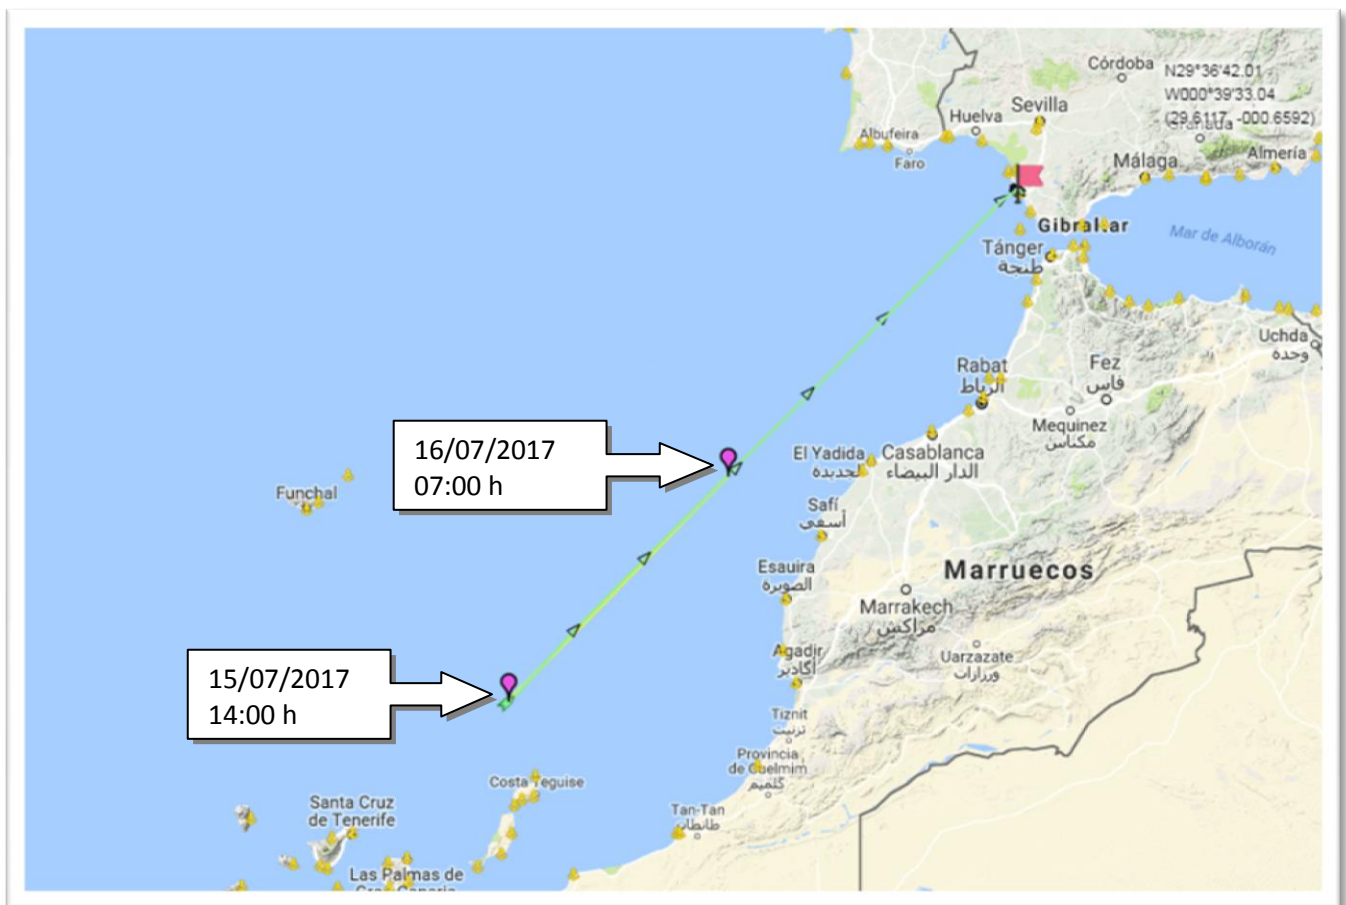 Córdoba
N29°36'42.01
W000°39'33.04
(29.6117, -000.6592)
Granada
Sevilla
Huelva
Albufeira
Faro
Málaga
Almería
Gibraltar
Mar de Alborán
Tánger
طنجة
Uchda
وجدة
Rabat
الرباط
Fez
فاس
Mequinez
مكناس
16/07/2017
07:00 h
El Yadida
الجديدة
Casablanca
الدار البيضاء
Funchal
Safí
أسفي
Esauira
الصويرة
Marruecos
Marrakech
مراكش
Agadir
أكادير
Uarzazate
ورزازات
15/07/2017
14:00 h
Tiznit
تزنيت
Provincia
de Guelmim
كلميم
Costa Teguise
Santa Cruz
de Tenerife
Tan-Tan
طانطان
Las Palmas de
Gran Canaria